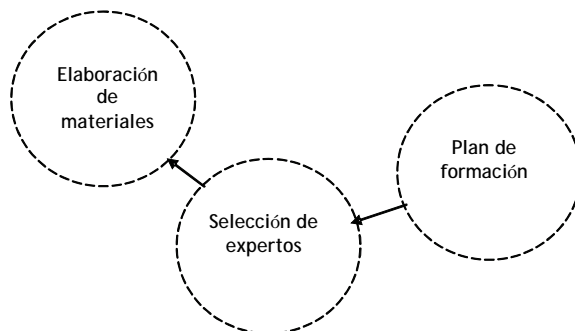 Elaboración
de
materiales
Plan de
formación
Selección de
expertos